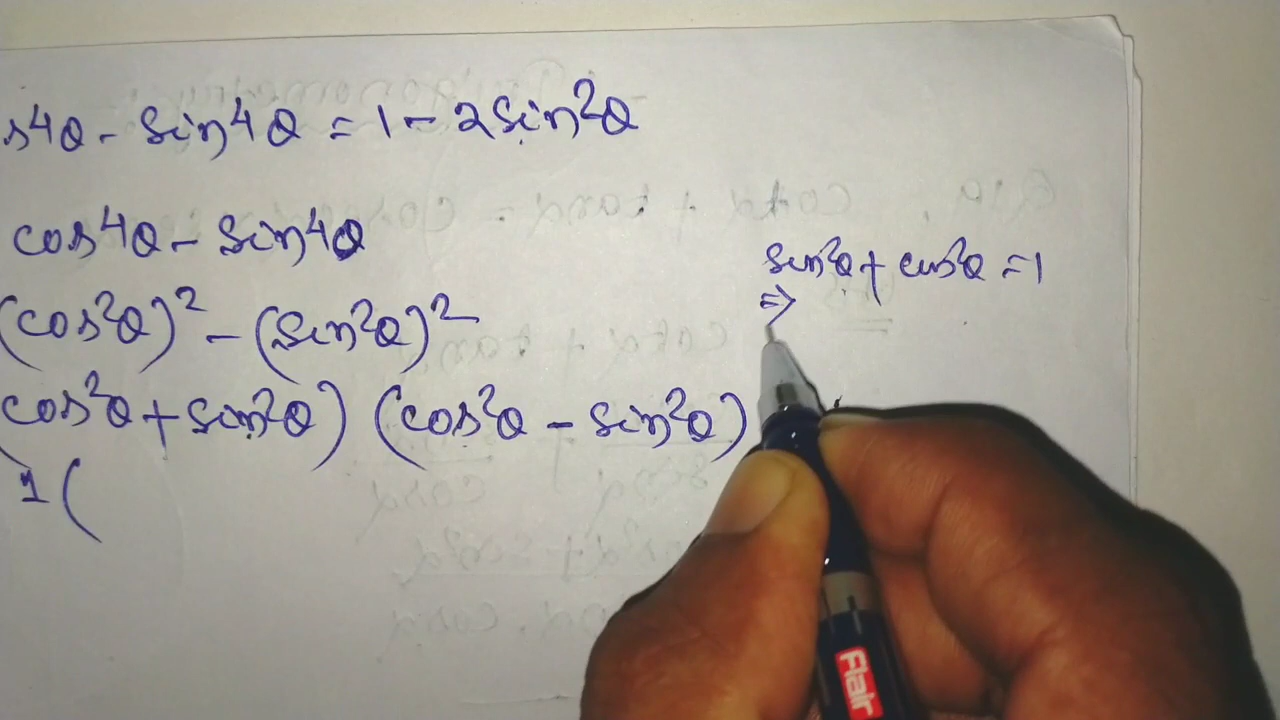 s⁴θ - sin⁴θ = 1 - 2sin²θ
cos⁴θ - sin⁴θ
sin²θ + cos²θ = 1
⇒
(cos²θ)² - (sin²θ)²
(cos²θ + sin²θ) (cos²θ - sin²θ)
1 (
Flair